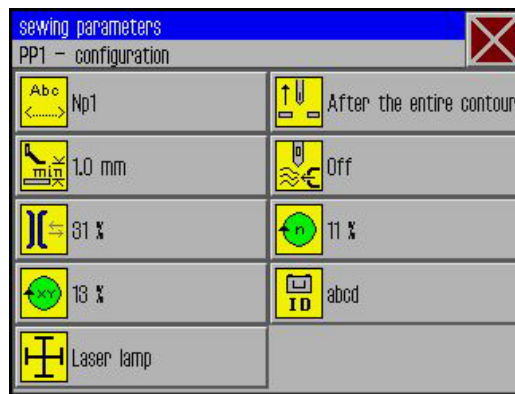 sewing parameters
PP1 - configuration
Abc
Np1
After the entire contour
min
1.0 mm
Off
31 %
n
11 %
XY
13 %
ID
abcd
Laser lamp